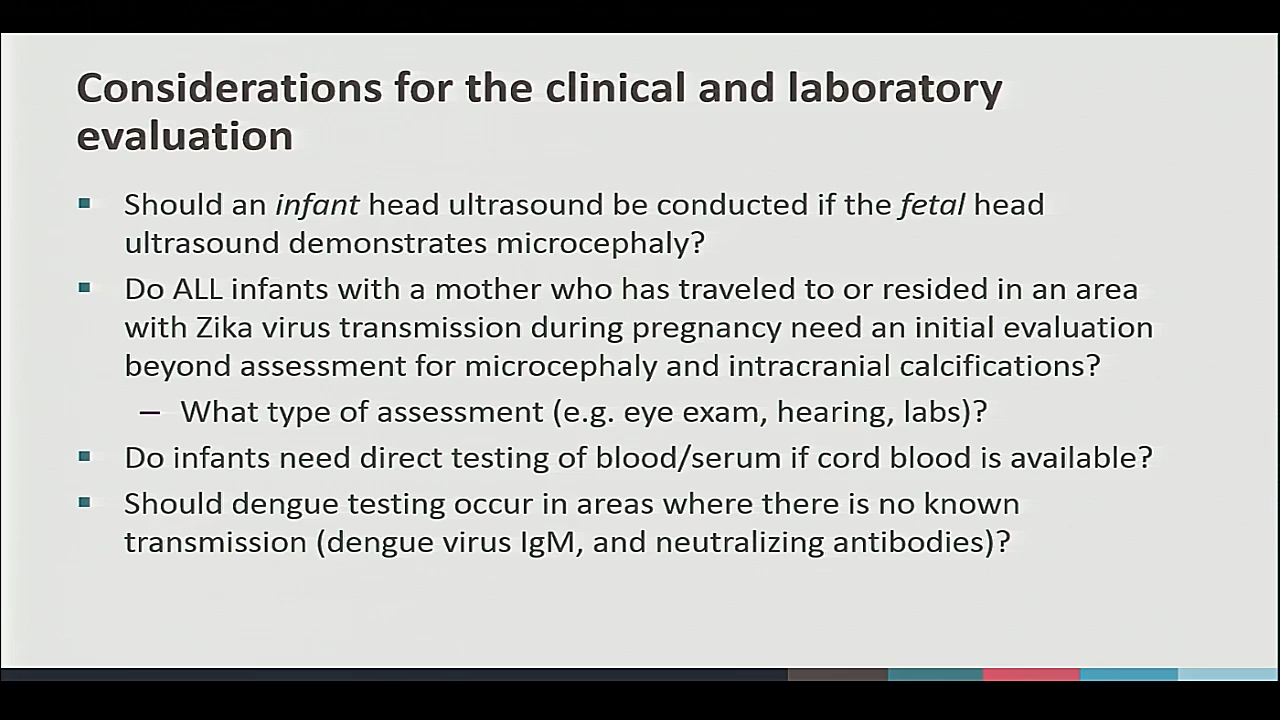 Considerations for the clinical and laboratory
evaluation
▪ Should an infant head ultrasound be conducted if the fetal head
ultrasound demonstrates microcephaly?
▪ Do ALL infants with a mother who has traveled to or resided in an area
with Zika virus transmission during pregnancy need an initial evaluation
beyond assessment for microcephaly and intracranial calcifications?
– What type of assessment (e.g. eye exam, hearing, labs)?
▪ Do infants need direct testing of blood/serum if cord blood is available?
▪ Should dengue testing occur in areas where there is no known
transmission (dengue virus IgM, and neutralizing antibodies)?